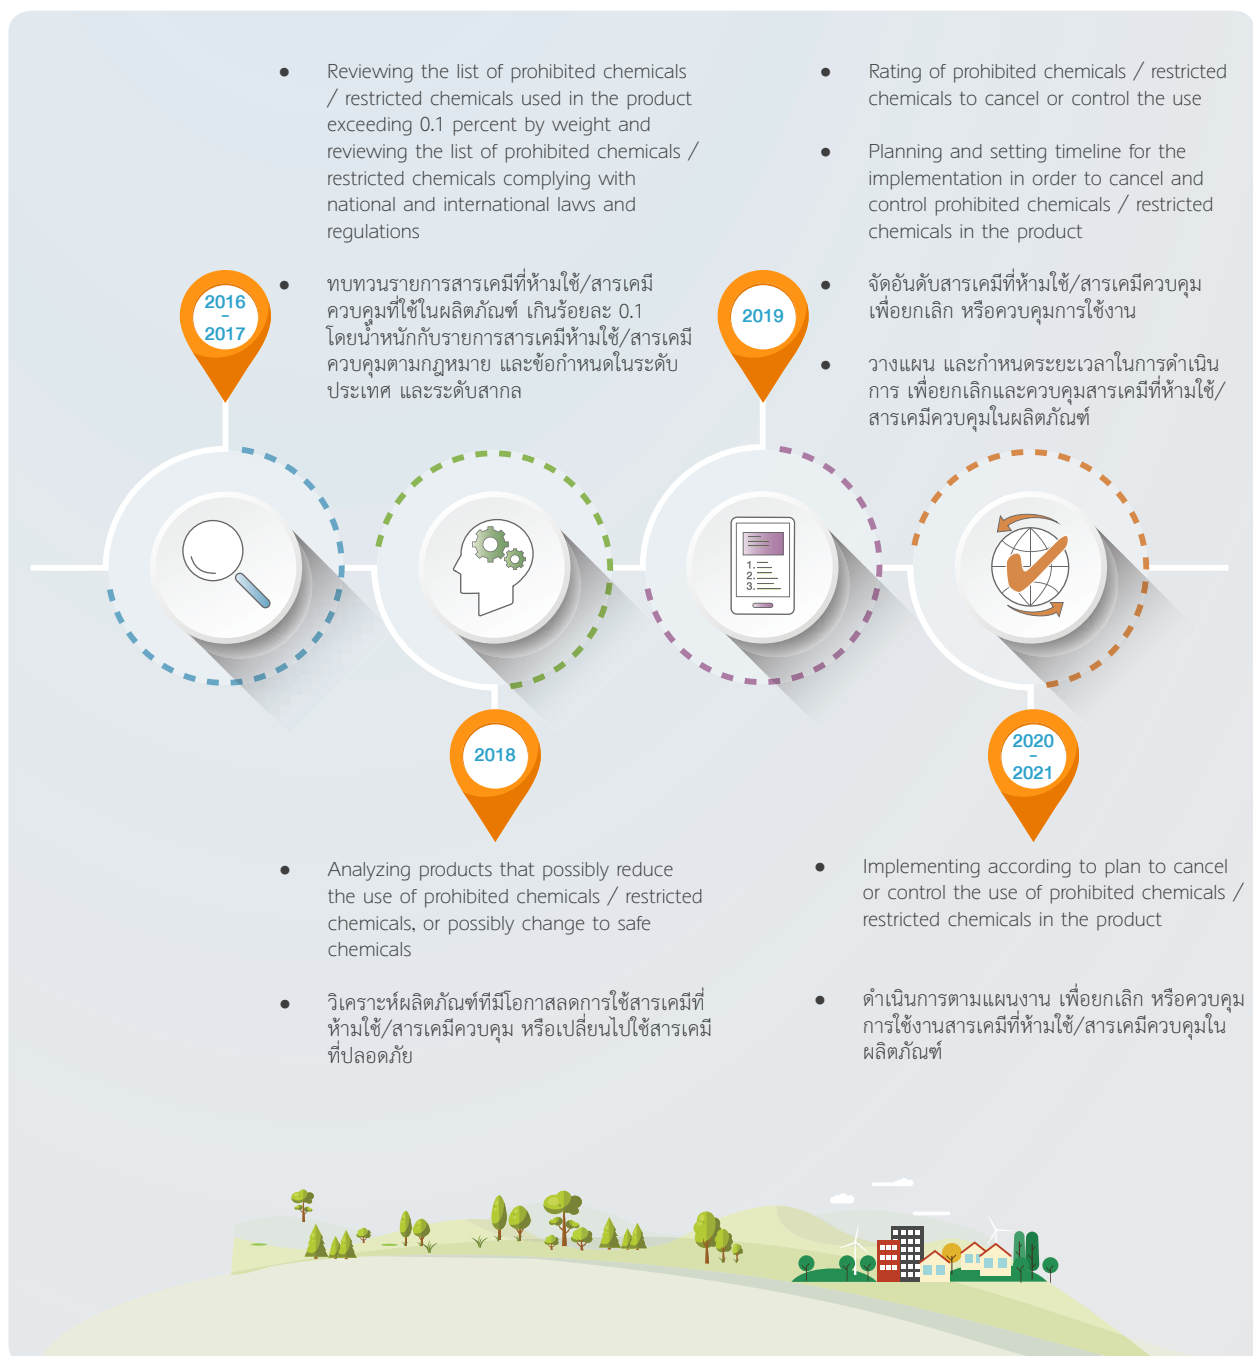 ● Reviewing the list of prohibited chemicals
/ restricted chemicals used in the product
exceeding 0.1 percent by weight and
reviewing the list of prohibited chemicals /
restricted chemicals complying with
national and international laws and
regulations
● ทบทวนรายการสารเคมีที่ห้ามใช้/สารเคมี
ควบคุมที่ใช้ในผลิตภัณฑ์ เกินร้อยละ 0.1
โดยน้ำหนักกับรายการสารเคมีห้ามใช้/สารเคมี
ควบคุมตามกฎหมาย และข้อกำหนดในระดับ
ประเทศ และระดับสากล
2016
-
2017
● Rating of prohibited chemicals / restricted
chemicals to cancel or control the use
● Planning and setting timeline for the
implementation in order to cancel and
control prohibited chemicals / restricted
chemicals in the product
● จัดอันดับสารเคมีที่ห้ามใช้/สารเคมีควบคุม
เพื่อยกเลิก หรือควบคุมการใช้งาน
● วางแผน และกำหนดระยะเวลาในการดำเนิน
การ เพื่อยกเลิกและควบคุมสารเคมีที่ห้ามใช้/
สารเคมีควบคุมในผลิตภัณฑ์
2019
1.
2.
3.
2018
● Analyzing products that possibly reduce
the use of prohibited chemicals / restricted
chemicals, or possibly change to safe
chemicals
● วิเคราะห์ผลิตภัณฑ์ทีมีโอกาสลดการใช้สารเคมีที่
ห้ามใช้/สารเคมีควบคุม หรือเปลี่ยนไปใช้สารเคมี
ที่ปลอดภัย
2020
-
2021
● Implementing according to plan to cancel
or control the use of prohibited chemicals /
restricted chemicals in the product
● ดำเนินการตามแผนงาน เพื่อยกเลิก หรือควบคุม
การใช้งานสารเคมีที่ห้ามใช้/สารเคมีควบคุมใน
ผลิตภัณฑ์